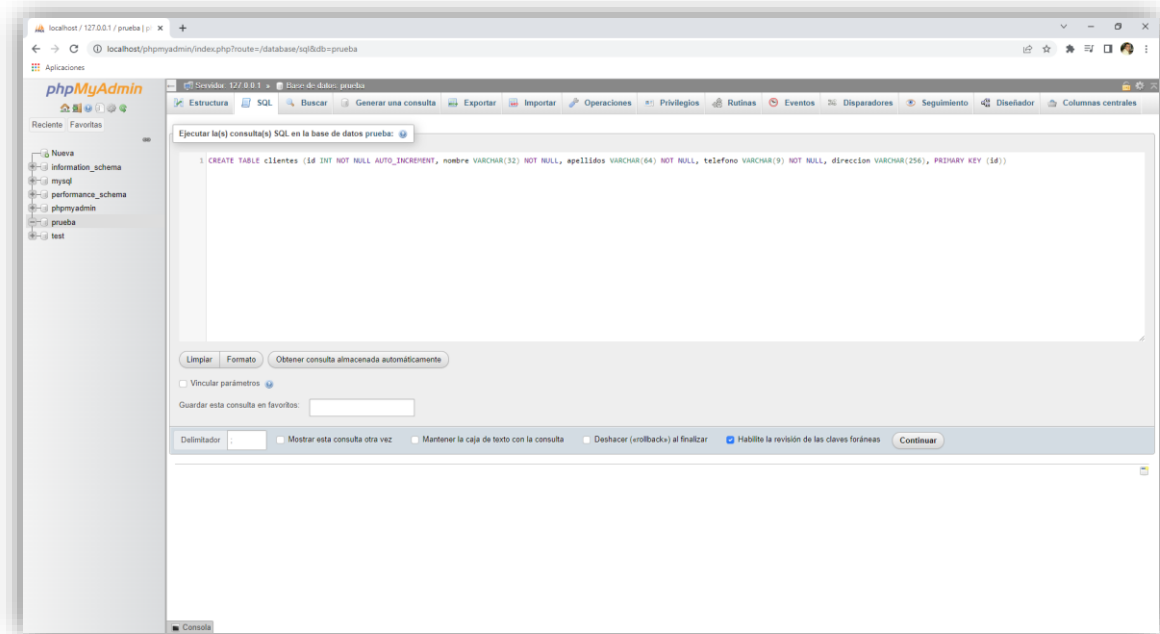 localhost / 127.0.0.1 / prueba | p
localhost/phpmyadmin/index.php?route=/database/sql&db=prueba
Aplicaciones
phpMyAdmin
Reciente Favoritas
Nueva
information_schema
mysql
performance_schema
phpmyadmin
prueba
test
Servidor: 127.0.0.1 » Base de datos: prueba
Estructura SQL Buscar Generar una consulta Exportar Importar Operaciones Privilegios Rutinas Eventos Disparadores Seguimiento Diseñador Columnas centrales
Ejecutar la(s) consulta(s) SQL en la base de datos prueba:
1 CREATE TABLE clientes (id INT NOT NULL AUTO_INCREMENT, nombre VARCHAR(32) NOT NULL, apellidos VARCHAR(64) NOT NULL, telefono VARCHAR(9) NOT NULL, direccion VARCHAR(256), PRIMARY KEY (id))
Limpiar Formato Obtener consulta almacenada automáticamente
Vincular parámetros
Guardar esta consulta en favoritos:
Delimitador ; Mostrar esta consulta otra vez Mantener la caja de texto con la consulta Deshacer («rollback») al finalizar Habilite la revisión de las claves foráneas Continuar
Consola